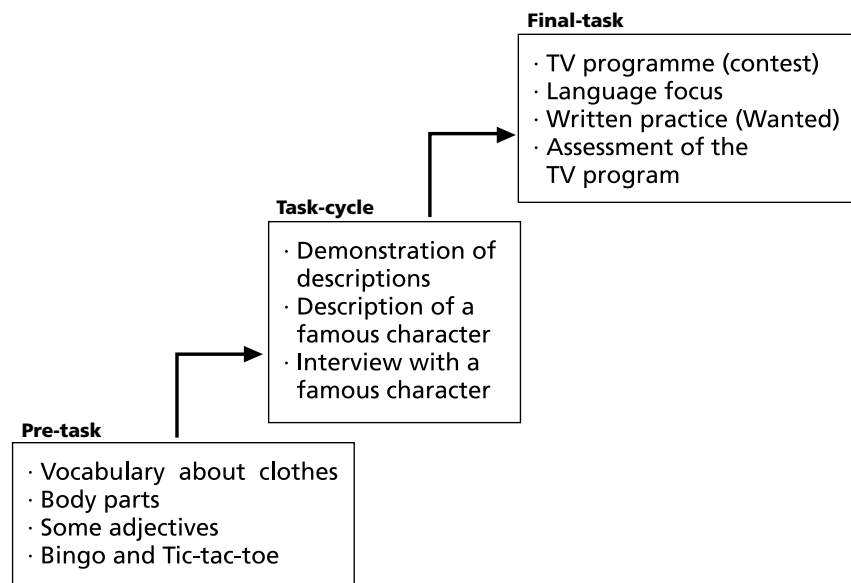 Final-task
· TV programme (contest)
· Language focus
· Written practice (Wanted)
· Assessment of the
TV program
Task-cycle
· Demonstration of
descriptions
· Description of a
famous character
· Interview with a
famous character
Pre-task
· Vocabulary about clothes
· Body parts
· Some adjectives
· Bingo and Tic-tac-toe